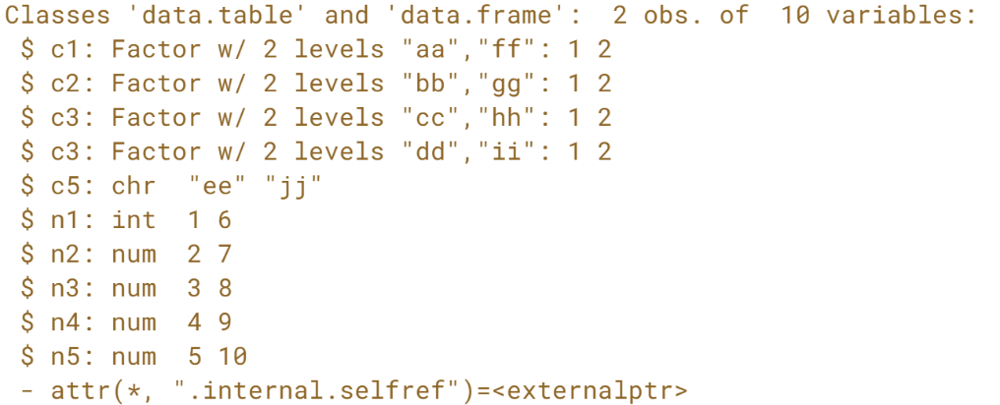 Classes 'data.table' and 'data.frame':  2 obs. of  10 variables:
 $ c1: Factor w/ 2 levels "aa","ff": 1 2
 $ c2: Factor w/ 2 levels "bb","gg": 1 2
 $ c3: Factor w/ 2 levels "cc","hh": 1 2
 $ c3: Factor w/ 2 levels "dd","ii": 1 2
 $ c5: chr  "ee" "jj"
 $ n1: int  1 6
 $ n2: num  2 7
 $ n3: num  3 8
 $ n4: num  4 9
 $ n5: num  5 10
 - attr(*, ".internal.selfref")=<externalptr>